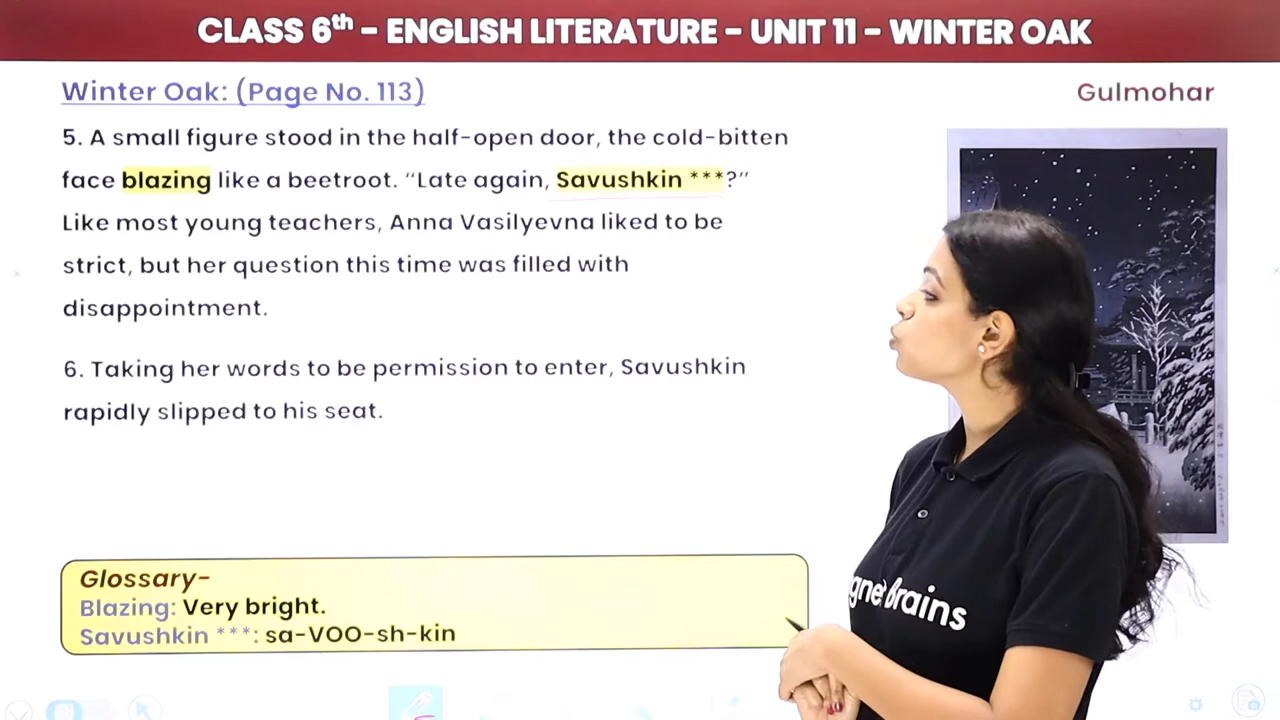 CLASS 6th - ENGLISH LITERATURE - UNIT 11 - WINTER OAK
Winter Oak: (Page No. 113)
Gulmohar
5. A small figure stood in the half-open door, the cold-bitten
face blazing like a beetroot. “Late again, Savushkin ***?”
Like most young teachers, Anna Vasilyevna liked to be
strict, but her question this time was filled with
disappointment.
6. Taking her words to be permission to enter, Savushkin
rapidly slipped to his seat.
Glossary-
Blazing: Very bright.
Savushkin ***: sa-VOO-sh-kin
gnet Brains